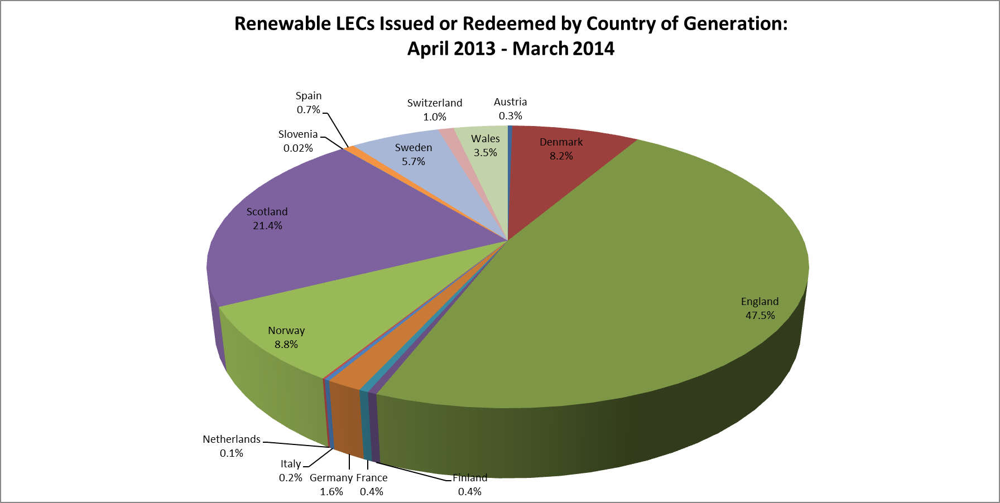 Renewable LECs Issued or Redeemed by Country of Generation:
April 2013 - March 2014
Spain
0.7%
Switzerland
1.0%
Austria
0.3%
Slovenia
0.02%
Sweden
5.7%
Wales
3.5%
Denmark
8.2%
Scotland
21.4%
England
47.5%
Norway
8.8%
Netherlands
0.1%
Italy
0.2%
Germany
1.6%
France
0.4%
Finland
0.4%